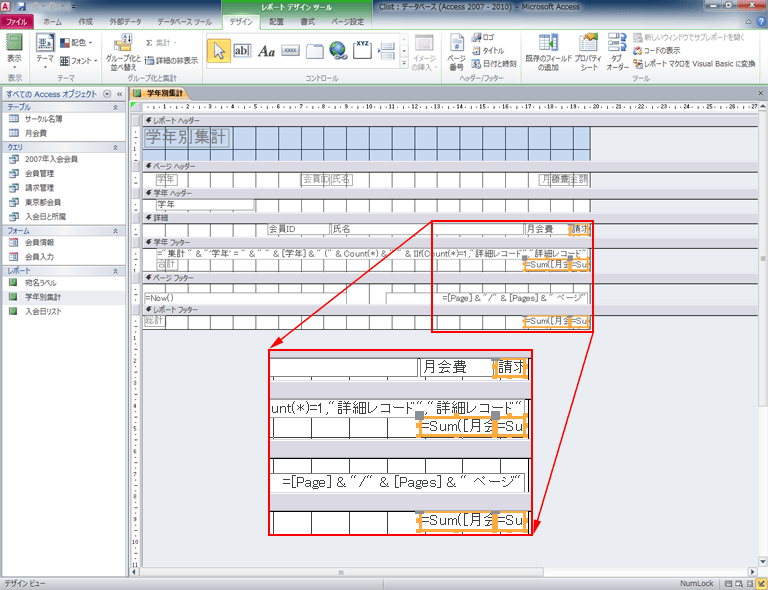 レポート デザイン ツール
Clist : データベース (Access 2007 - 2010) - Microsoft Access
ファイル ホーム 作成 外部データ データベース ツール デザイン 配置 書式 ページ設定
表示
テーマ
配色
フォント
グループ化と並べ替え
Σ 集計
詳細の非表示
ab|
Aa
xxxx
XYZ
イメージの挿入
ページ番号
ロゴ
タイトル
日付と時刻
既存のフィールドの追加
プロパティシート
タブオーダー
新しいウィンドウでサブレポートを開く
コードの表示
レポート マクロを Visual Basic に変換
表示 テーマ グループ化と集計 コントロール ヘッダー/フッター ツール
すべての Access オブジェクト
テーブル
サークル名簿
月会費
クエリ
2007年入会会員
会員管理
請求管理
東京都会員
入会日と所属
フォーム
会員情報
会員入力
レポート
宛名ラベル
学年別集計
入会日リスト
学年別集計
レポート ヘッダー
学年別集計
ページ ヘッダー
学年 会員ID 氏名 月会費
学年 ヘッダー
学年
詳細
会員ID 氏名 月会費 請求
学年 フッター
="集計 " & "'学年' = " & " " & [学年] & " (" & Count(*) & " " & IIf(Count(*)=1,"詳細レコード","詳細レコード"
合計 =Sum([月会 =Su
ページ フッター
=Now() =[Page] & "/" & [Pages] & " ページ"
レポート フッター
総計 =Sum([月会 =Su
月会費 請求
unt(*)=1,"詳細レコード","詳細レコード"
=Sum([月会 =Su
=[Page] & "/" & [Pages] & " ページ"
=Sum([月会 =Su
デザイン ビュー
NumLock